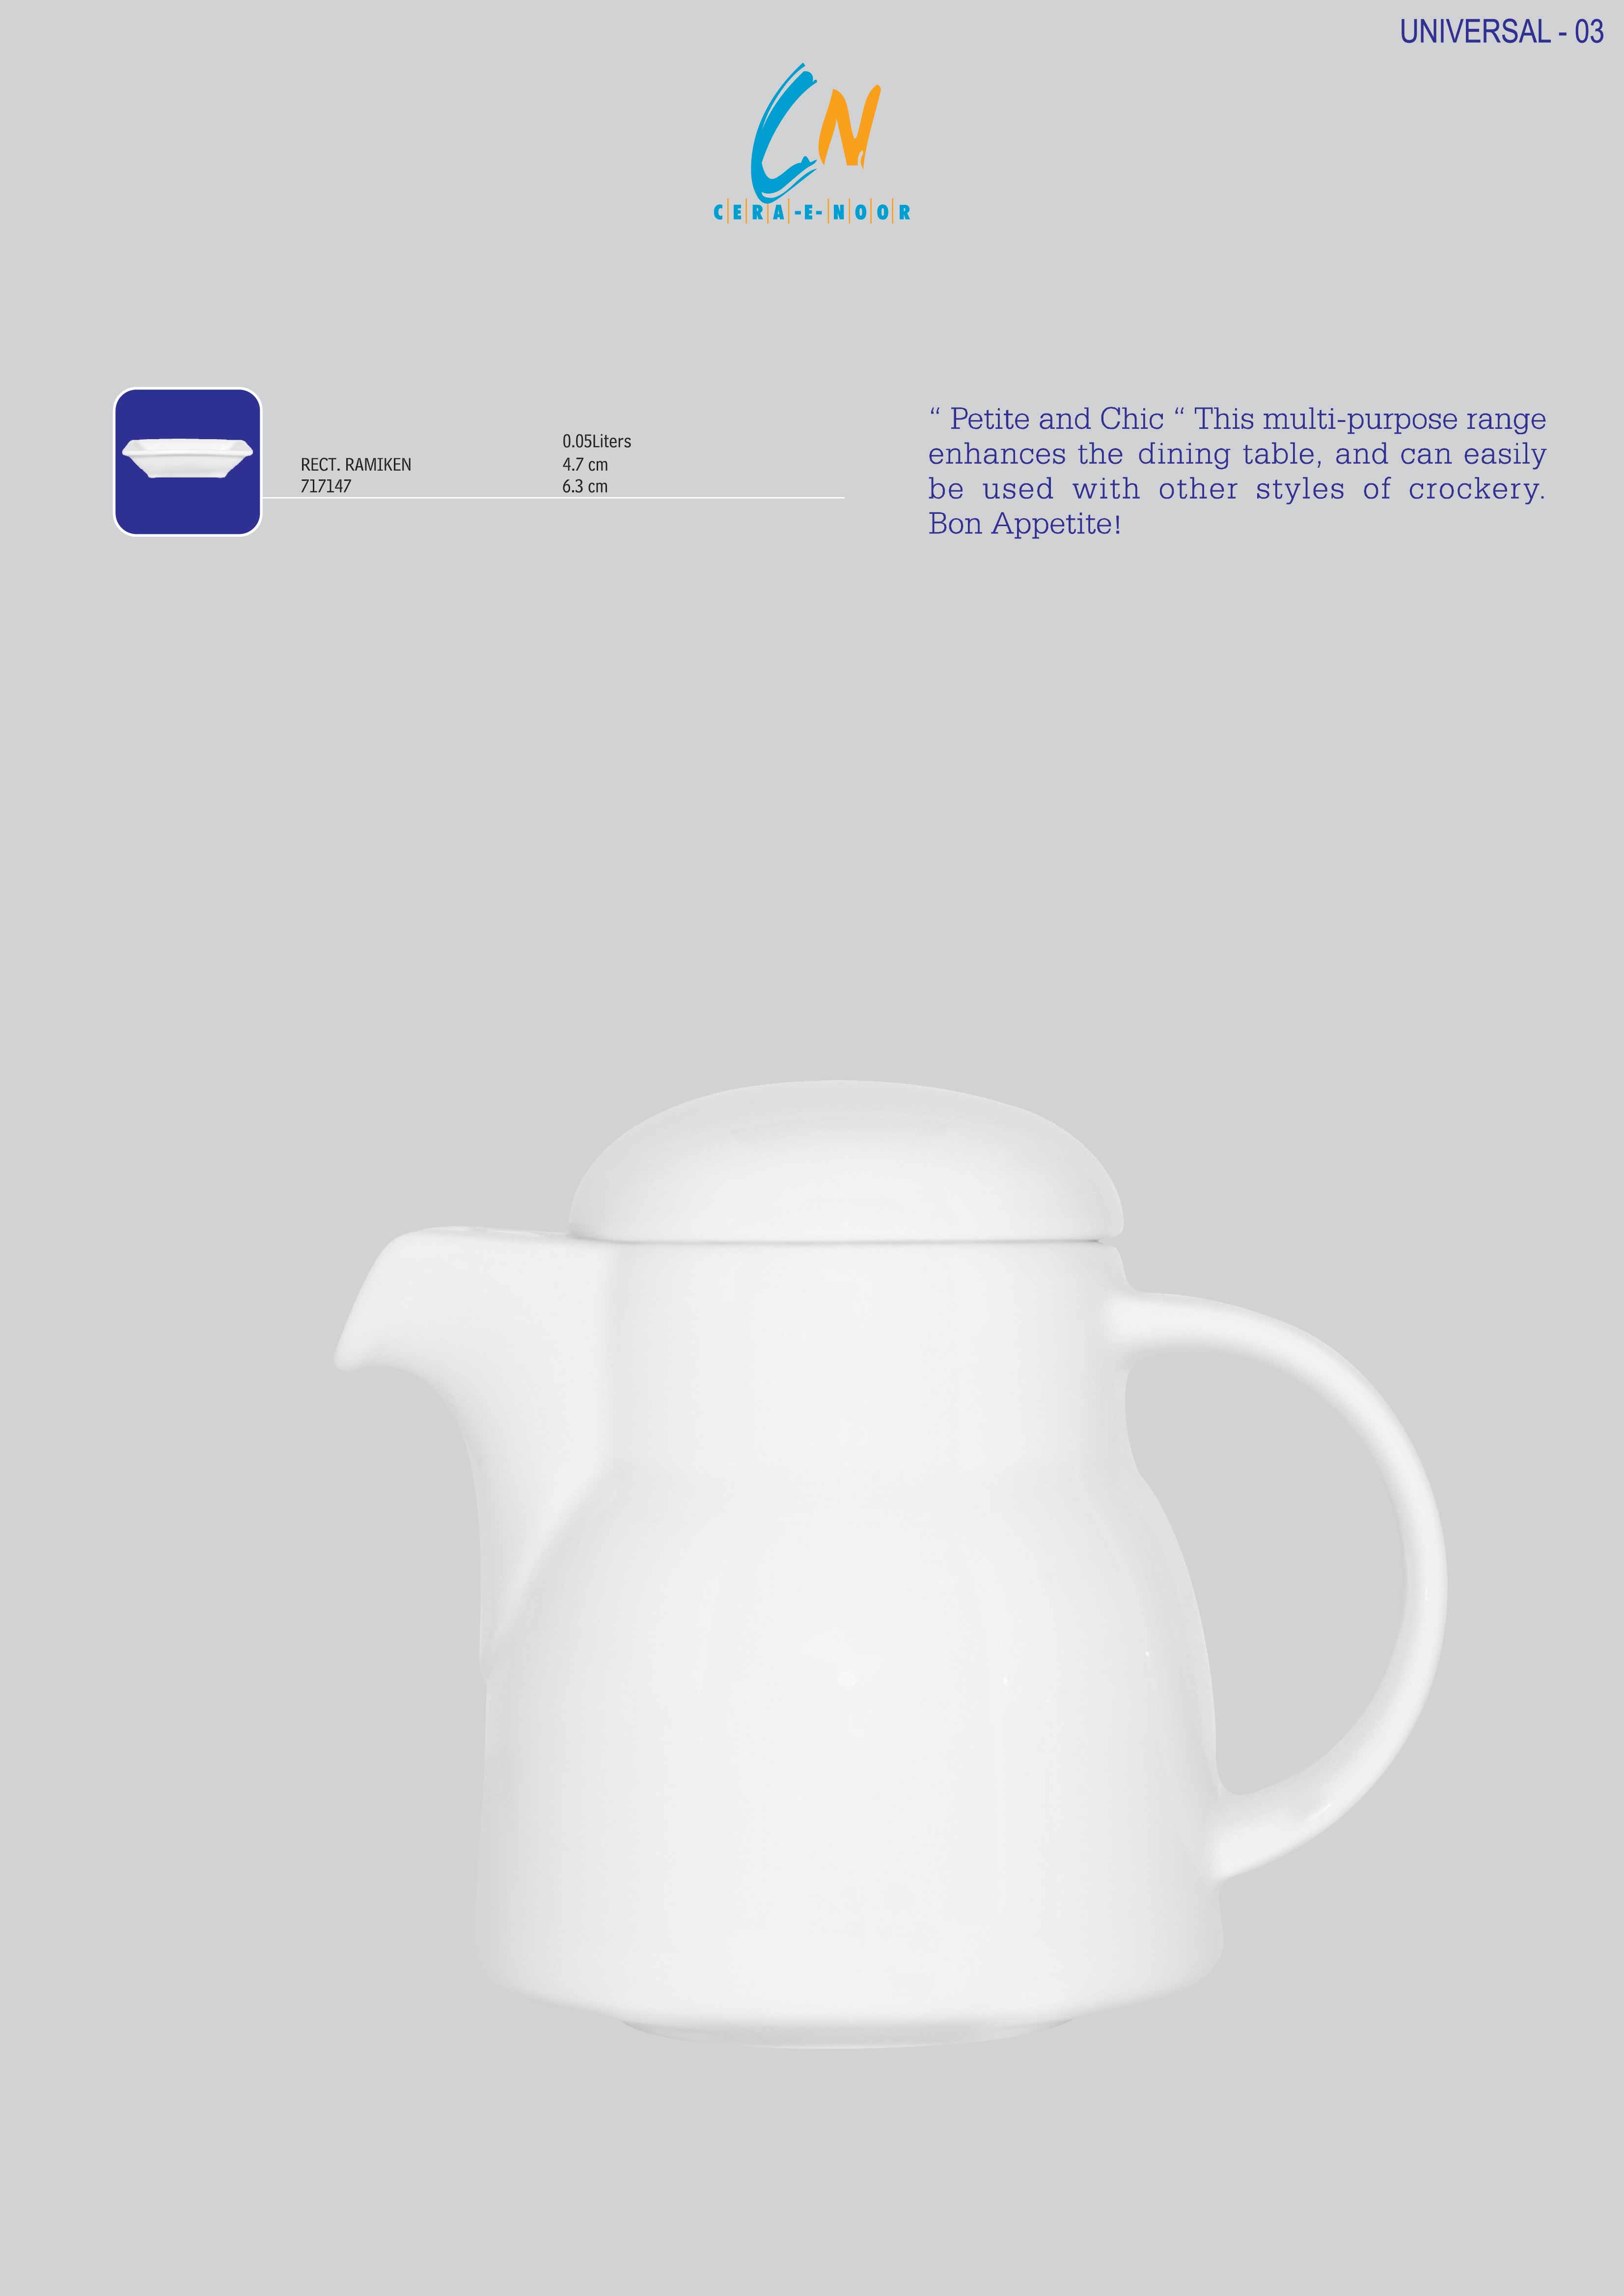 UNIVERSAL - 03
CN
CERA-E-NOOR
0.05Liters
RECT. RAMIKEN
4.7 cm
717147
6.3 cm
“ Petite and Chic “ This multi-purpose range
enhances the dining table, and can easily
be used with other styles of crockery.
Bon Appetite!